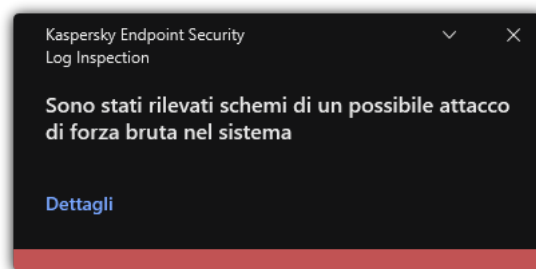 Kaspersky Endpoint Security
Log Inspection
Sono stati rilevati schemi di un possibile attacco
di forza bruta nel sistema
Dettagli